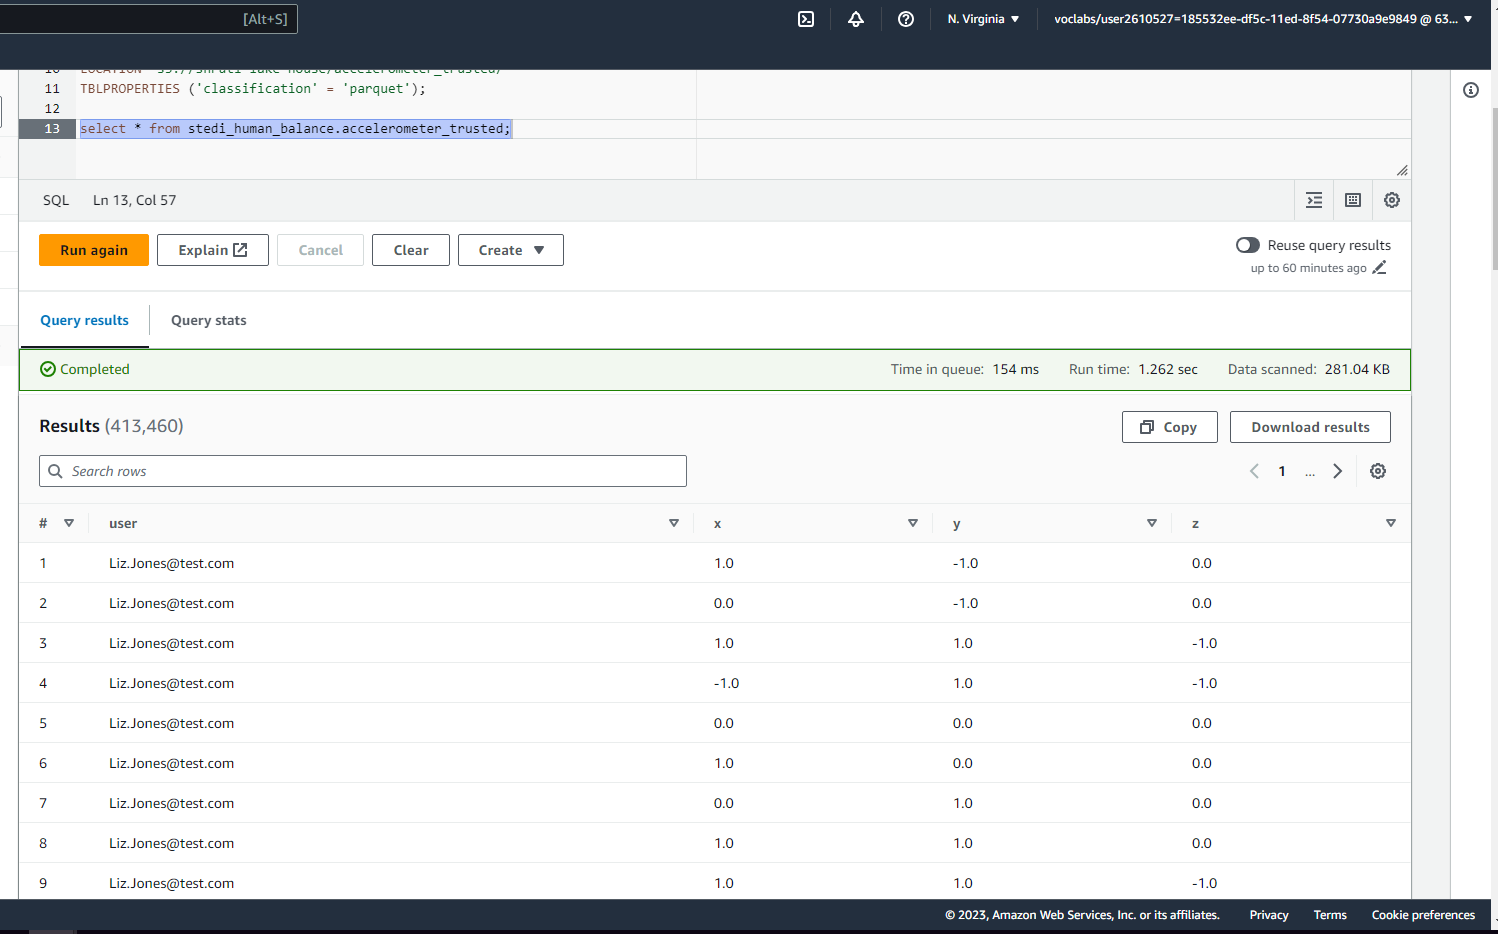 [Alt+S] N. Virginia voclabs/user2610527=185532ee-df5c-11ed-8f54-07730a9e9849 @ 63...
11 TBLPROPERTIES ('classification' = 'parquet');
12
13 select * from stedi_human_balance.accelerometer_trusted;
SQL Ln 13, Col 57
Run again Explain Cancel Clear Create Reuse query results
up to 60 minutes ago
Query results Query stats
Completed Time in queue: 154 ms Run time: 1.262 sec Data scanned: 281.04 KB
Results (413,460) Copy Download results
Search rows 1 ...
# user x y z
1 Liz.Jones@test.com 1.0 -1.0 0.0
2 Liz.Jones@test.com 0.0 -1.0 0.0
3 Liz.Jones@test.com 1.0 1.0 -1.0
4 Liz.Jones@test.com -1.0 1.0 -1.0
5 Liz.Jones@test.com 0.0 0.0 0.0
6 Liz.Jones@test.com 1.0 0.0 0.0
7 Liz.Jones@test.com 0.0 1.0 0.0
8 Liz.Jones@test.com 1.0 1.0 0.0
9 Liz.Jones@test.com 1.0 1.0 -1.0
© 2023, Amazon Web Services, Inc. or its affiliates. Privacy Terms Cookie preferences